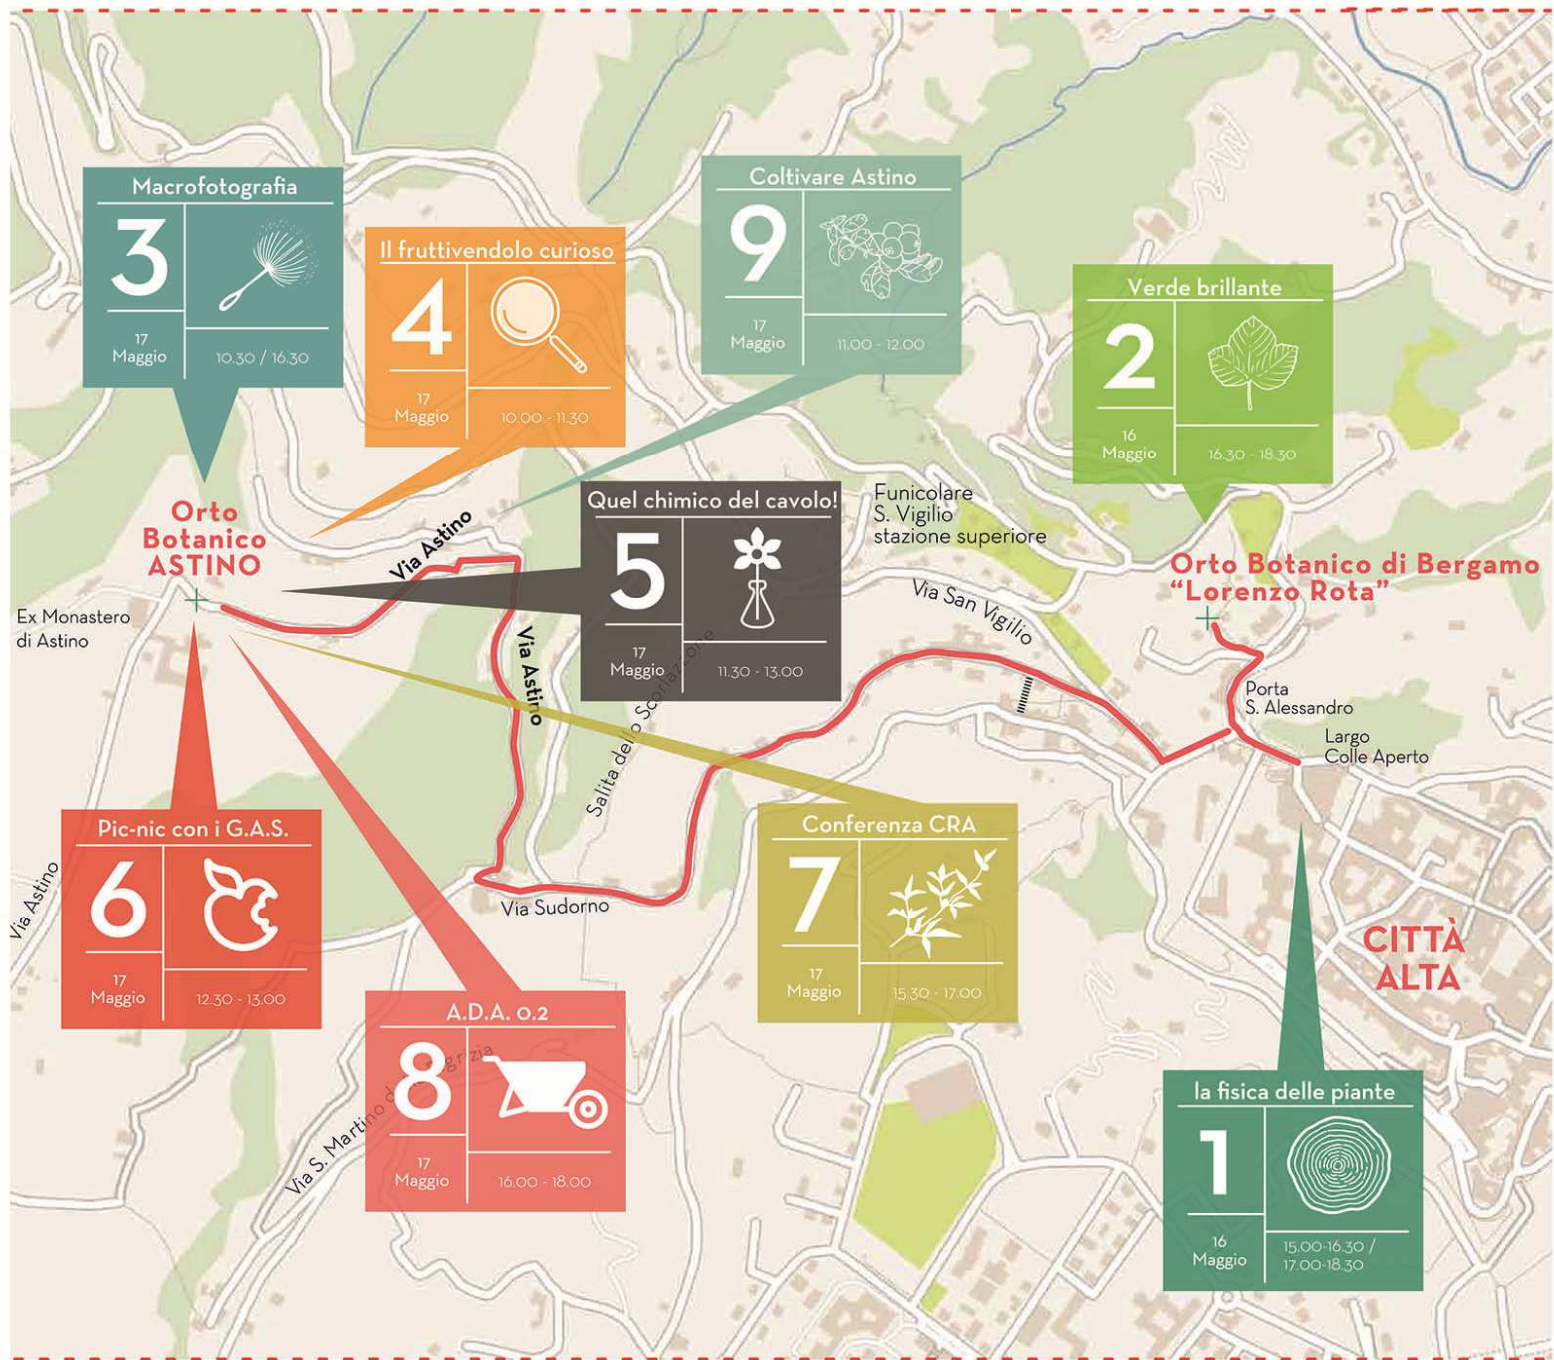 Macrofotografia
3
17
Maggio
10.30 / 16.30
Il fruttivendolo curioso
4
17
Maggio
10.00 - 11.30
Coltivare Astino
9
17
Maggio
11.00 - 12.00
Verde brillante
2
16
Maggio
16.30 - 18.30
Quel chimico del cavolo!
5
17
Maggio
11.30 - 13.00
Funicolare
S. Vigilio
stazione superiore
Orto
Botanico
ASTINO
Via Astino
Orto Botanico di Bergamo
"Lorenzo Rota"
Via San Vigilio
Ex Monastero
di Astino
Via Astino
Salita dello Scorlazzone
Porta
S. Alessandro
Largo
Colle Aperto
Pic-nic con i G.A.S.
6
17
Maggio
12.30 - 13.00
Via Astino
Via Sudorno
Conferenza CRA
7
17
Maggio
15.30 - 17.00
CITTÀ
ALTA
A.D.A. 0.2
8
17
Maggio
16.00 - 18.00
Via S. Martino
la fisica delle piante
1
16
Maggio
15.00-16.30 /
17.00-18.30